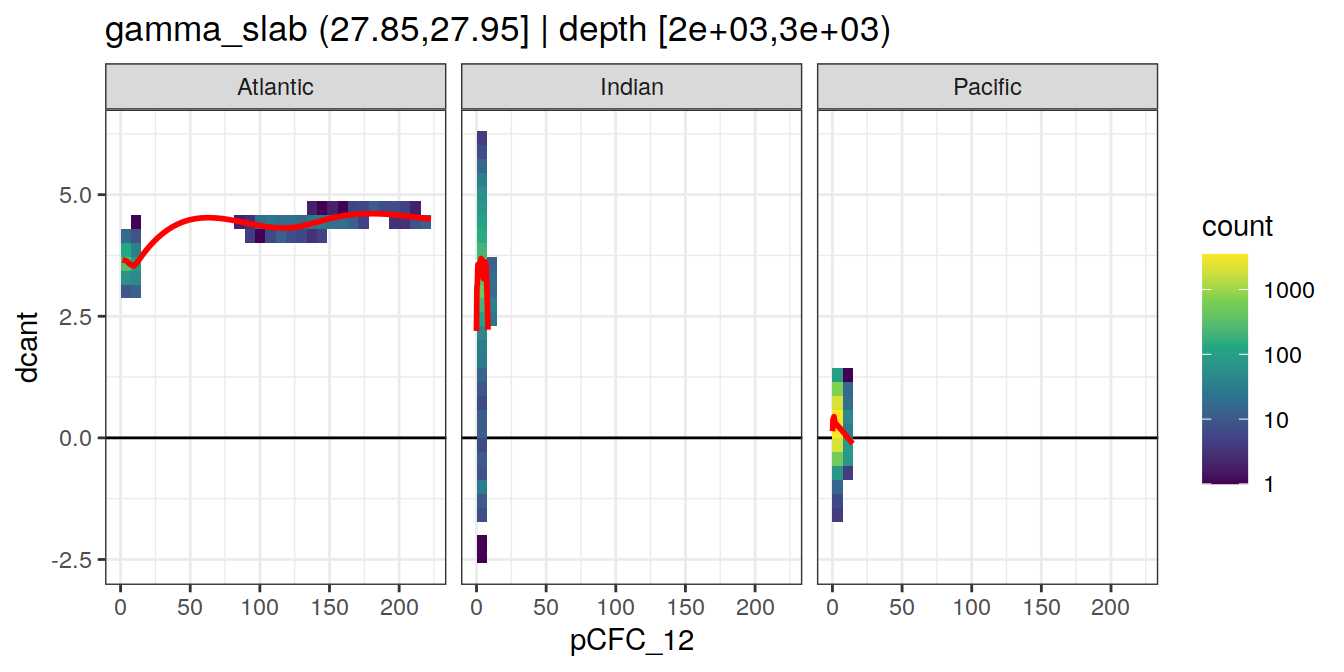 gamma_slab (27.85,27.95] | depth [2e+03,3e+03)
Atlantic Indian Pacific
5.0
2.5
0.0
-2.5
dcant
0 50 100 150 200 0 50 100 150 200 0 50 100 150 200
pCFC_12
count
1000
100
10
1